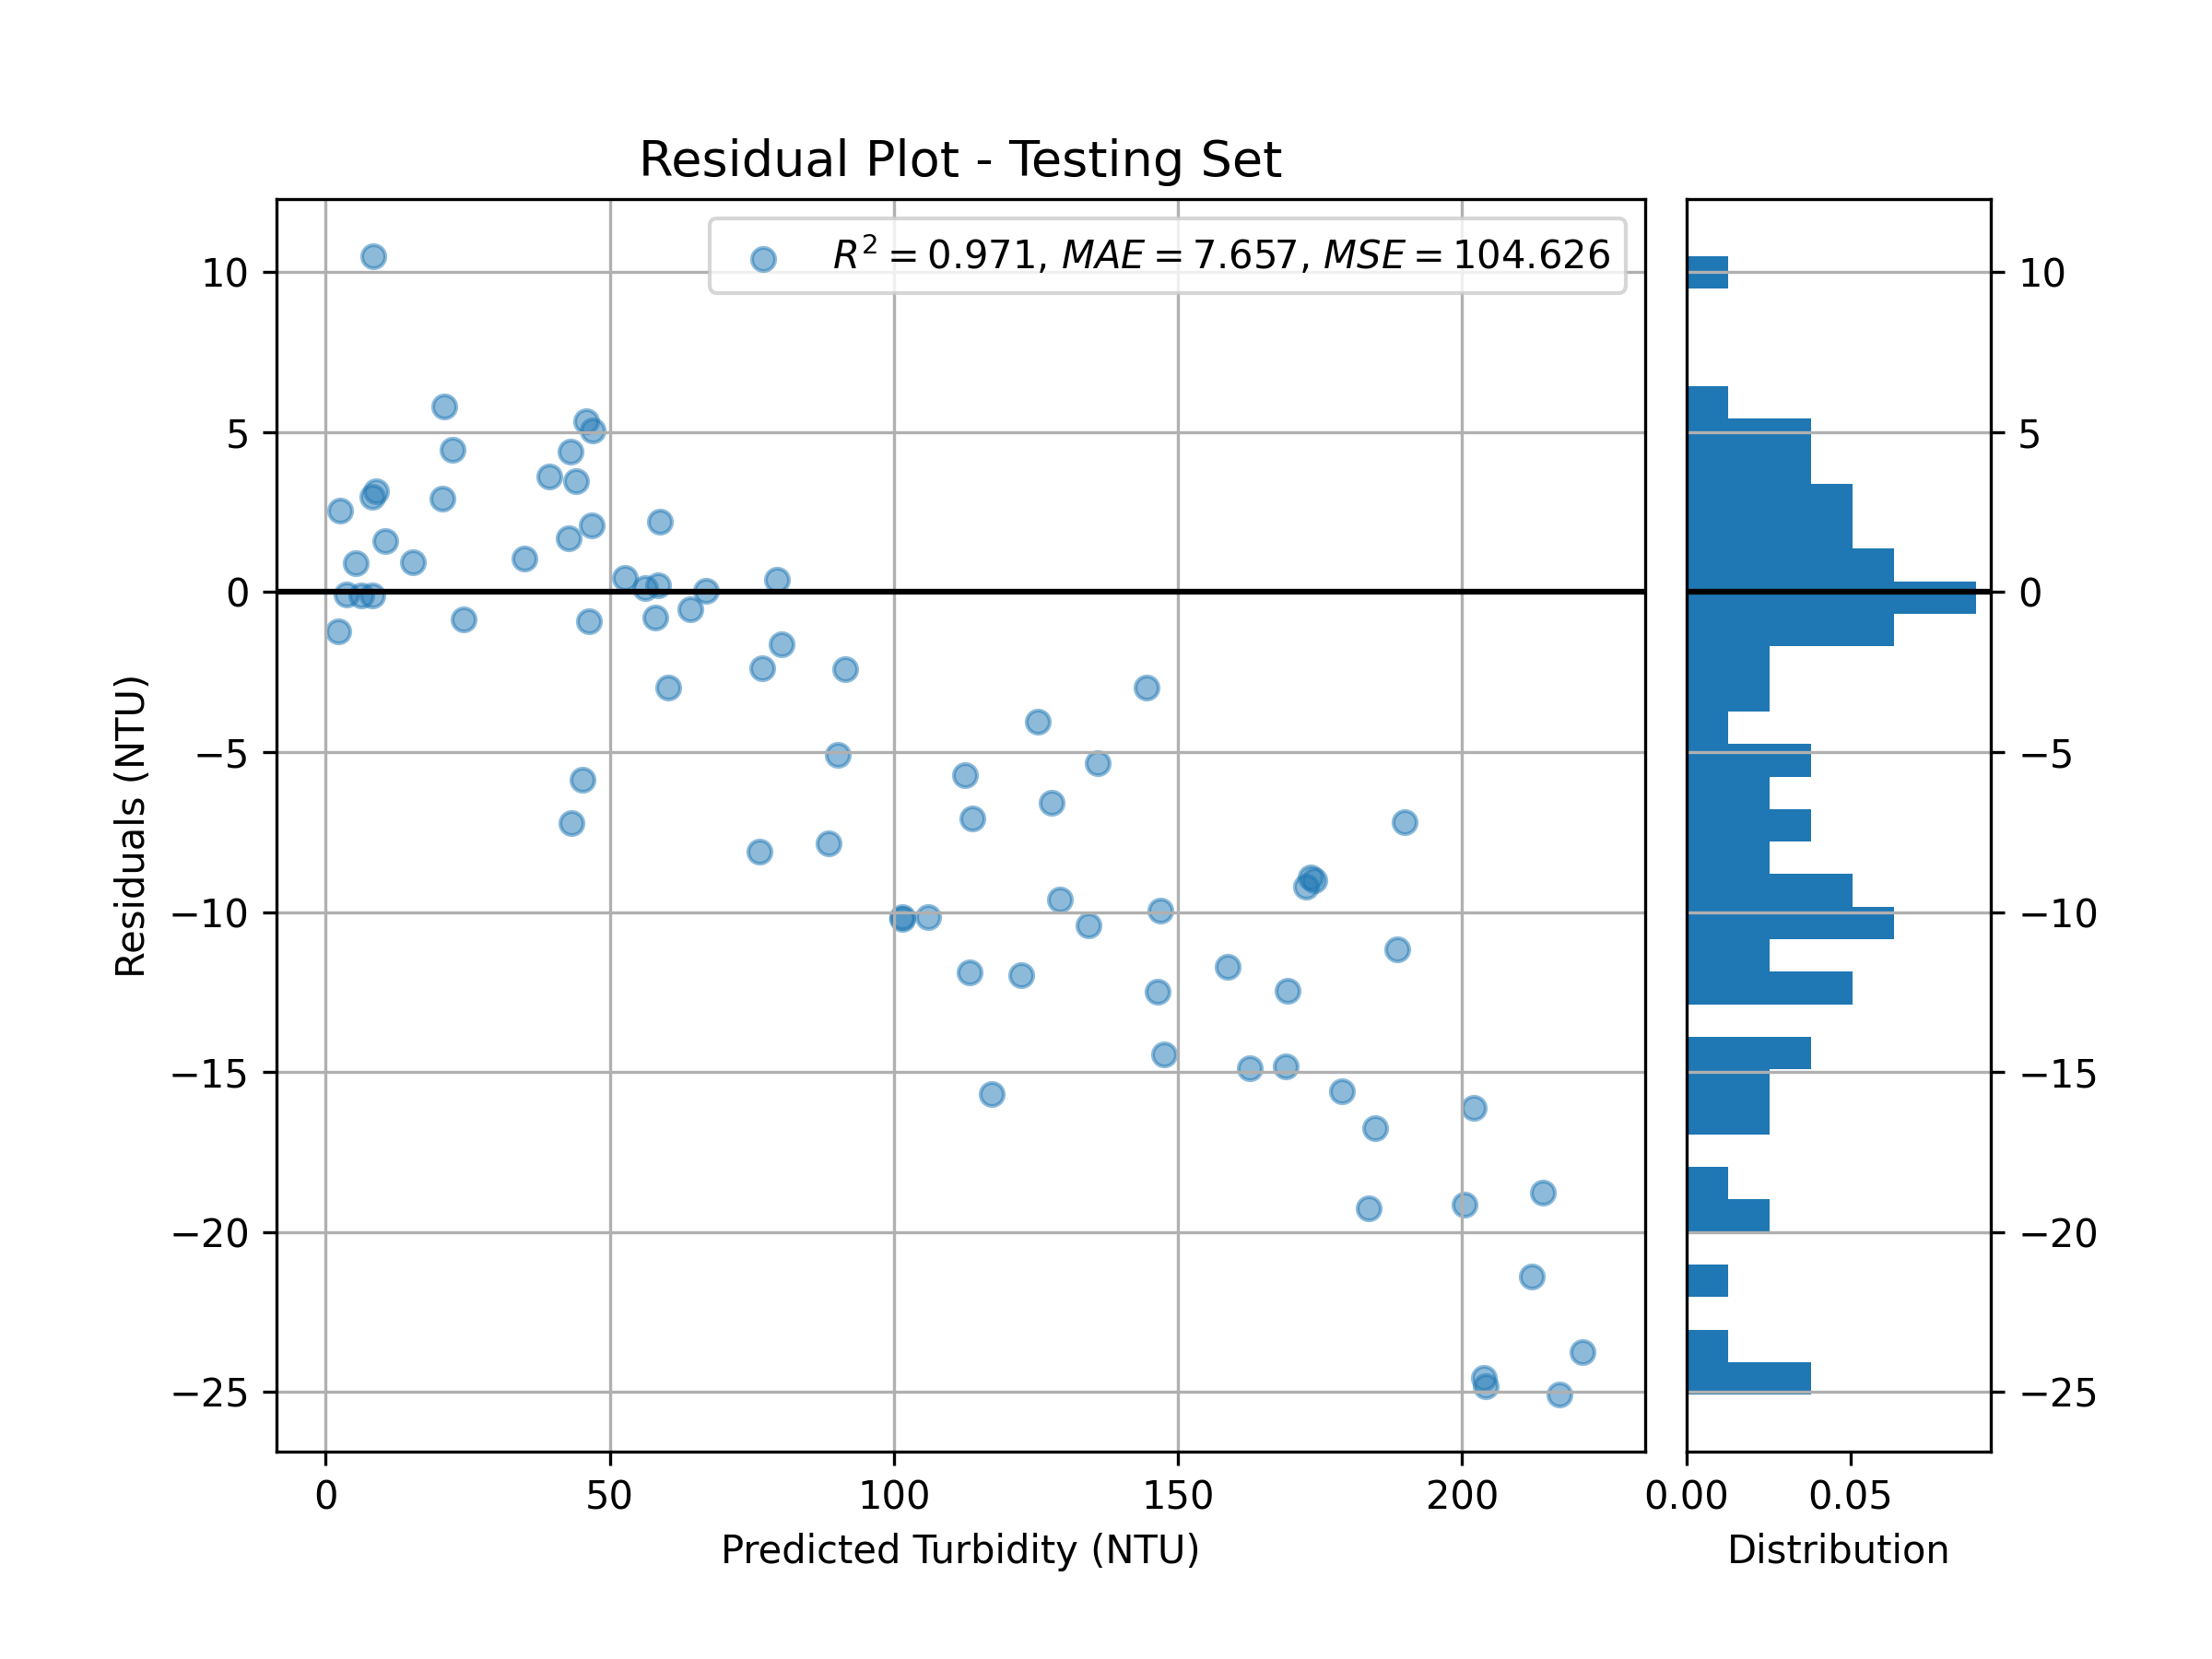 Residual Plot - Testing Set
R² = 0.971, MAE = 7.657, MSE = 104.626
10
5
0
−5
−10
−15
−20
−25
Residuals (NTU)
0 50 100 150 200
Predicted Turbidity (NTU)
10
5
0
−5
−10
−15
−20
−25
0.00 0.05
Distribution